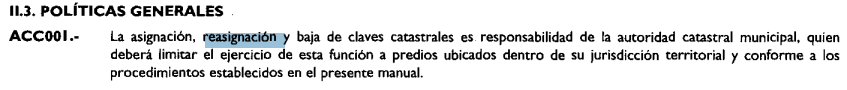 II.3. POLÍTICAS GENERALES
ACC001.- La asignación, reasignación y baja de claves catastrales es responsabilidad de la autoridad catastral municipal, quien
deberá limitar el ejercicio de esta función a predios ubicados dentro de su jurisdicción territorial y conforme a los
procedimientos establecidos en el presente manual.